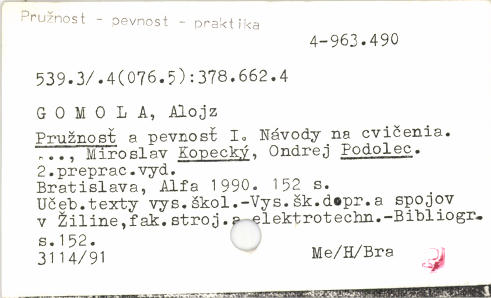 Pružnost - pevnost - praktika
4-963.490
539.3/.4(076.5):378.662.4
G O M O L A, Alojz
Pružnosť a pevnosť I. Návody na cvičenia.
..., Miroslav Kopecký, Ondrej Podolec.
2.preprac.vyd.
Bratislava, Alfa 1990. 152 s.
Učeb.texty vys.škol.-Vys.šk.dopr.a spojov
v Žiline,fak.stroj.a elektrotechn.-Bibliogr.
s.152.
3114/91 Me/H/Bra